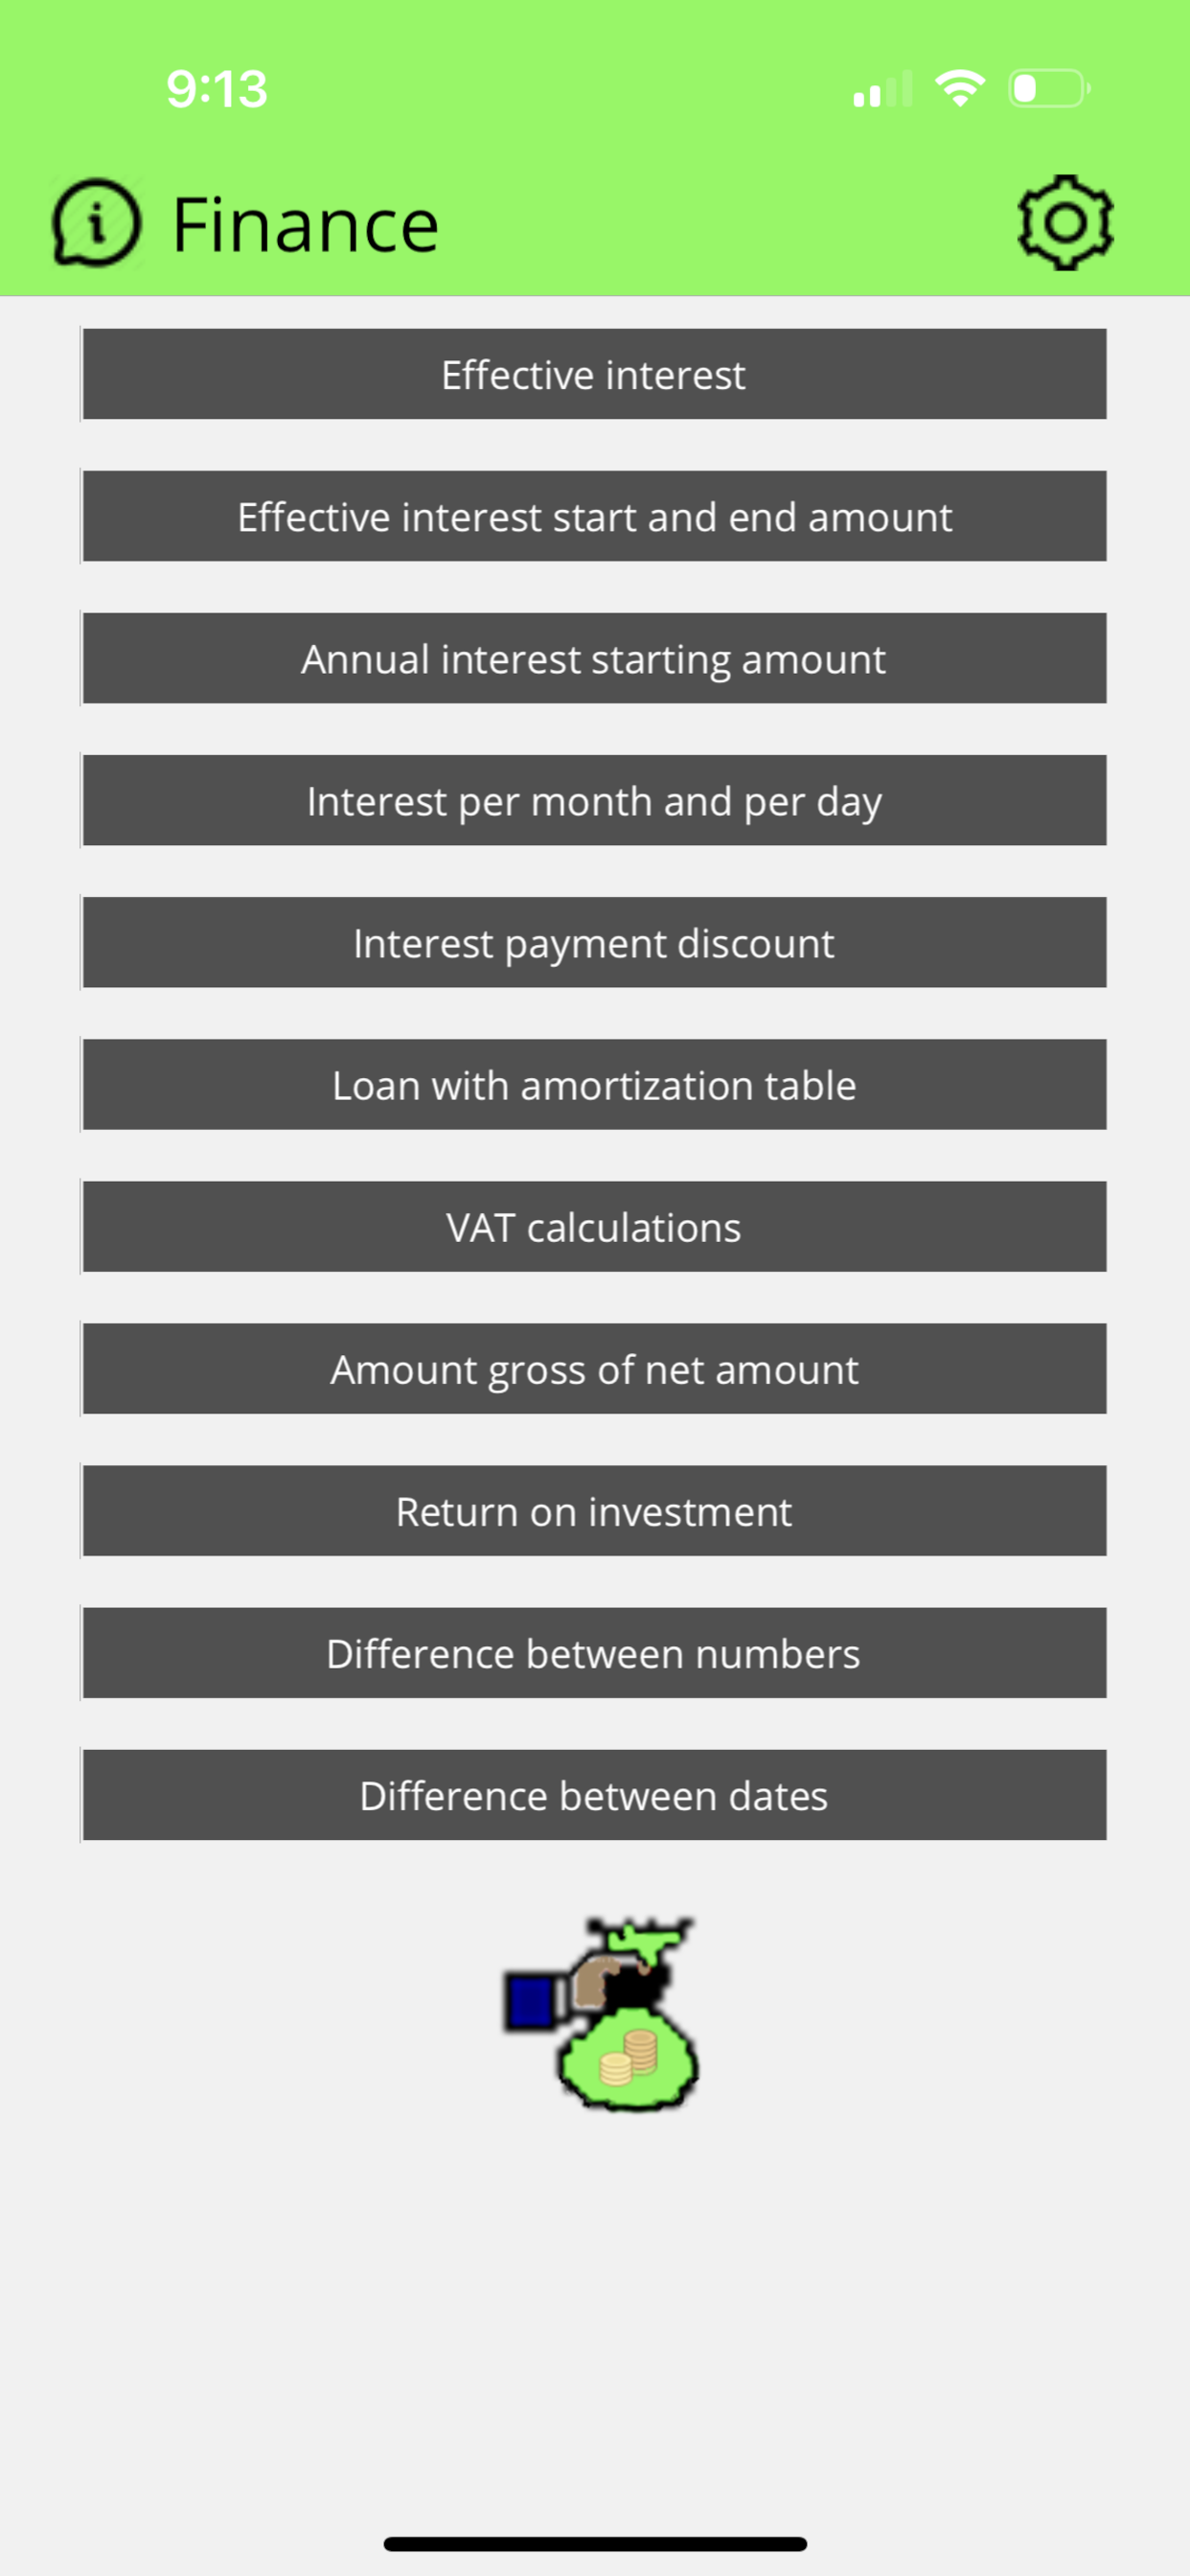 9:13
Finance
Effective interest
Effective interest start and end amount
Annual interest starting amount
Interest per month and per day
Interest payment discount
Loan with amortization table
VAT calculations
Amount gross of net amount
Return on investment
Difference between numbers
Difference between dates